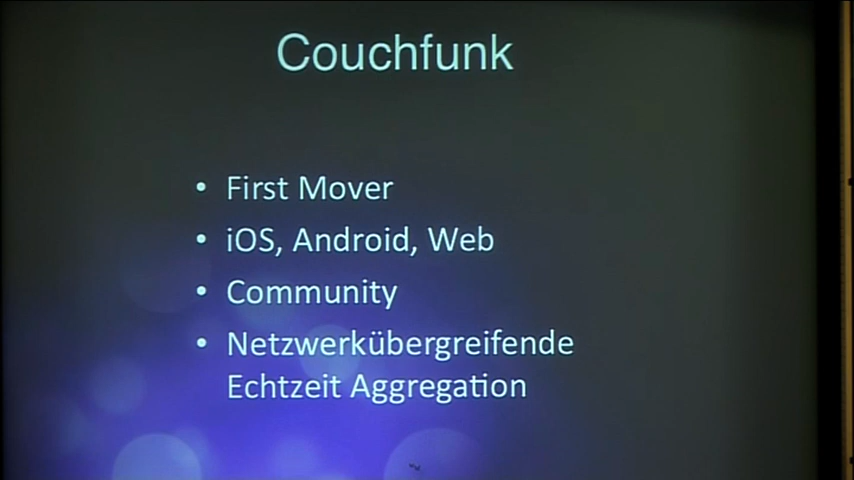 Couchfunk
• First Mover
• iOS, Android, Web
• Community
• Netzwerkübergreifende
Echtzeit Aggregation